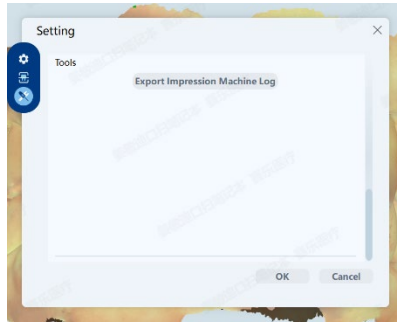 Setting
Tools
Export Impression Machine Log
OK
Cancel